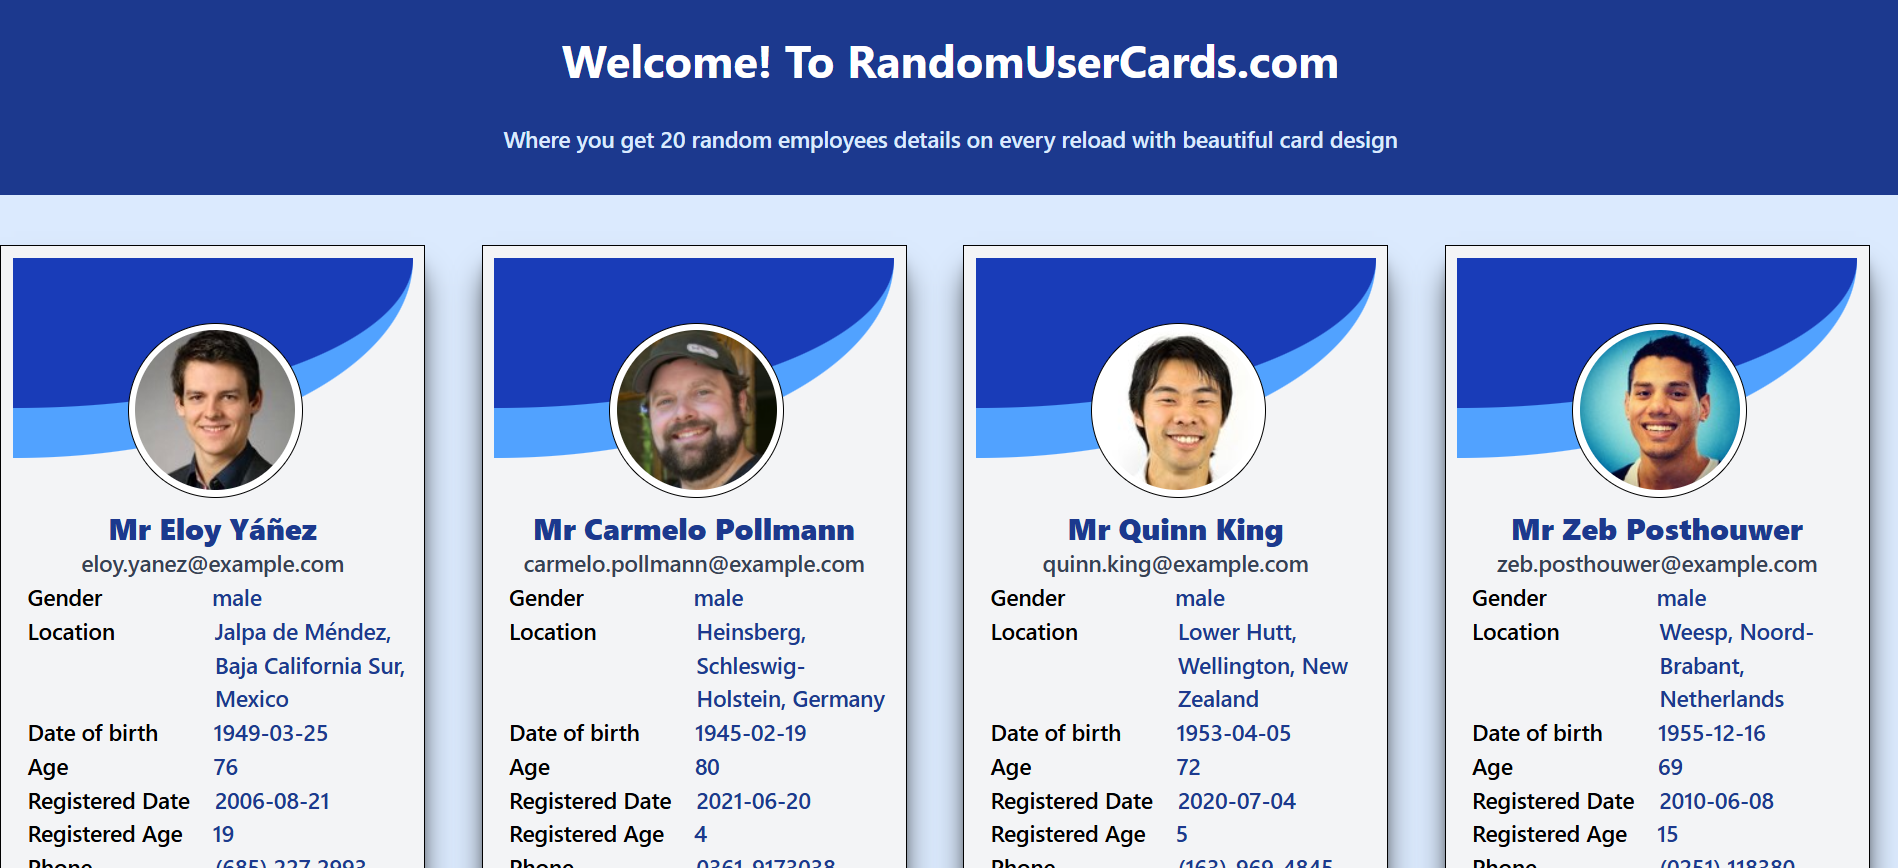 Welcome! To RandomUserCards.com
Where you get 20 random employees details on every reload with beautiful card design
Mr Eloy Yáñez
eloy.yanez@example.com
Gender male
Location Jalpa de Méndez,
Baja California Sur,
Mexico
Date of birth 1949-03-25
Age 76
Registered Date 2006-08-21
Registered Age 19
Phone (685) 227 2993
Mr Carmelo Pollmann
carmelo.pollmann@example.com
Gender male
Location Heinsberg,
Schleswig-
Holstein, Germany
Date of birth 1945-02-19
Age 80
Registered Date 2021-06-20
Registered Age 4
Phone 0361-9173038
Mr Quinn King
quinn.king@example.com
Gender male
Location Lower Hutt,
Wellington, New
Zealand
Date of birth 1953-04-05
Age 72
Registered Date 2020-07-04
Registered Age 5
Phone (163)-969-4845
Mr Zeb Posthouwer
zeb.posthouwer@example.com
Gender male
Location Weesp, Noord-
Brabant,
Netherlands
Date of birth 1955-12-16
Age 69
Registered Date 2010-06-08
Registered Age 15
Phone (0251) 118380